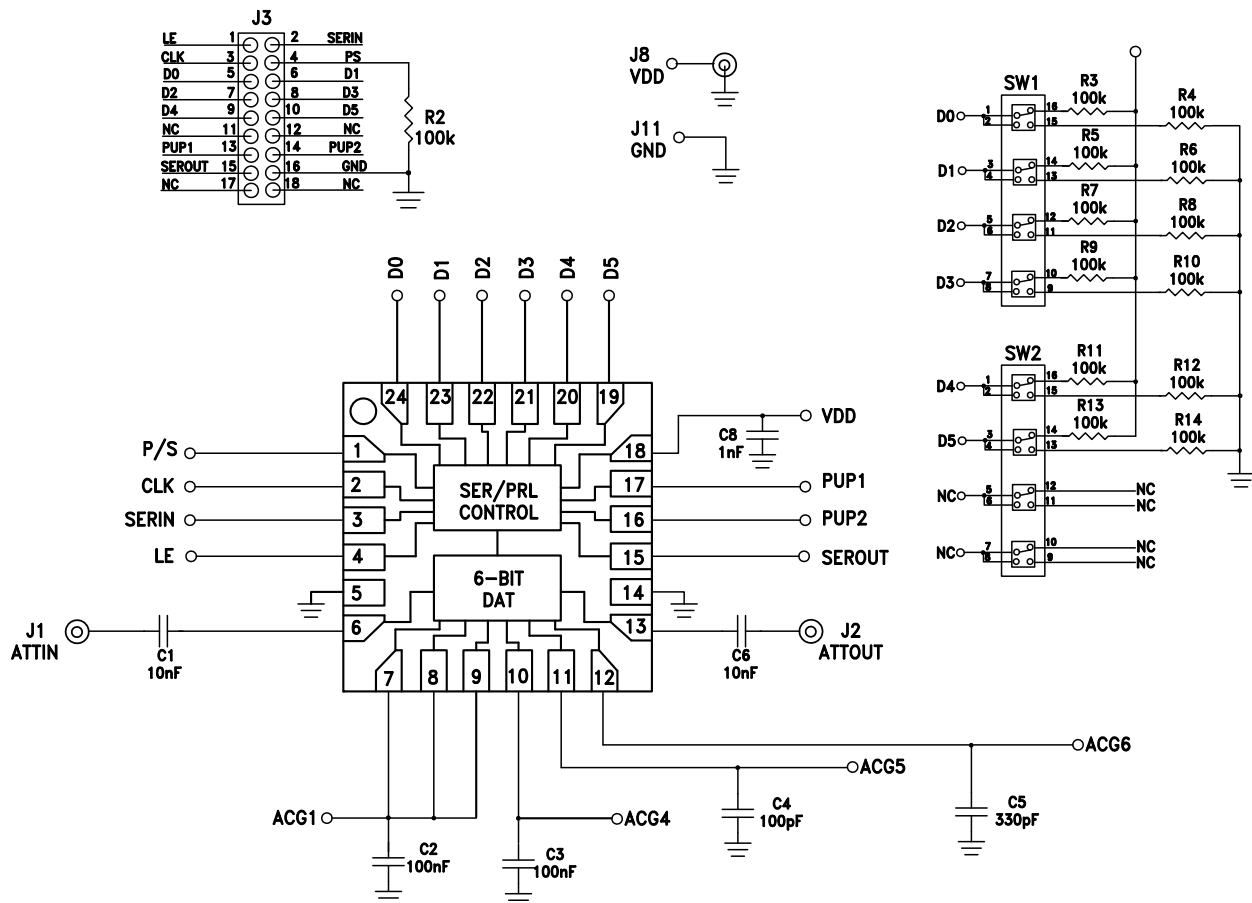 J3
LE 1 2 SERIN
CLK 3 4 PS
D0 5 6 D1
D2 7 8 D3
D4 9 10 D5
NC 11 12 NC
PUP1 13 14 PUP2
SEROUT 15 16 GND
NC 17 18 NC
R2
100k
J8
VDD
J11
GND
SW1
D0 1 2 16 15
R3
100k
R4
100k
D1 3 4 14 13
R5
100k
R6
100k
D2 5 6 12 11
R7
100k
R8
100k
D3 7 8 10 9
R9
100k
R10
100k
SW2
D4 1 2 16 15
R11
100k
R12
100k
D5 3 4 14 13
R13
100k
R14
100k
NC 5 6 12 11 NC NC
NC 7 8 10 9 NC NC
D0 D1 D2 D3 D4 D5
24 23 22 21 20 19
P/S 1
CLK 2
SERIN 3
LE 4
5
6
18 VDD
C8
1nF
17 PUP1
16 PUP2
15 SEROUT
14
13
SER/PRL
CONTROL
6-BIT
DAT
J1
ATTIN
C1
10nF
C6
10nF
J2
ATTOUT
7 8 9 10 11 12
ACG6
ACG5
ACG1
ACG4
C2
100nF
C3
100nF
C4
100pF
C5
330pF